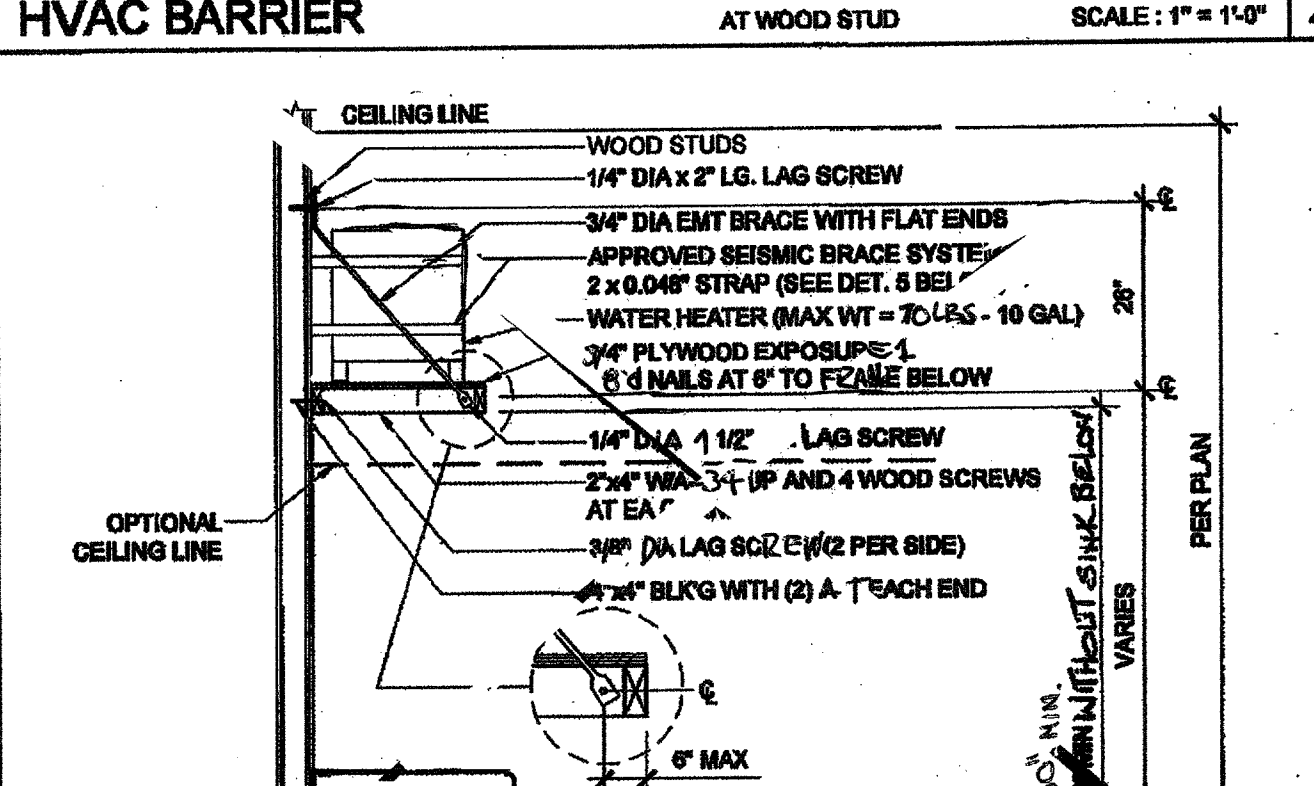 HVAC BARRIER
AT WOOD STUD
SCALE : 1" = 1'-0"
CEILING LINE
WOOD STUDS
1/4" DIA x 2" LG. LAG SCREW
3/4" DIA EMT BRACE WITH FLAT ENDS
APPROVED SEISMIC BRACE
2 x 0.048" STRAP (SEE DET. 5
WATER HEATER (MAX WT = 70 LBS - 10 GAL)
3/4" PLYWOOD EXPOSURE 1
8'd NAILS AT 6" TO FRAME BELOW
1/4" DIA 1 1/2" LAG SCREW
2"x4" W/A-34 UP AND 4 WOOD SCREWS
AT EA
3/8" DIA LAG SCREW (2 PER SIDE)
4"x4" BLK'G WITH (2) A- EACH END
OPTIONAL
CEILING LINE
26"
PER PLAN
VARIES
MIN WITHOUT SINK BELOW
MIN.
℄
℄
℄
6" MAX